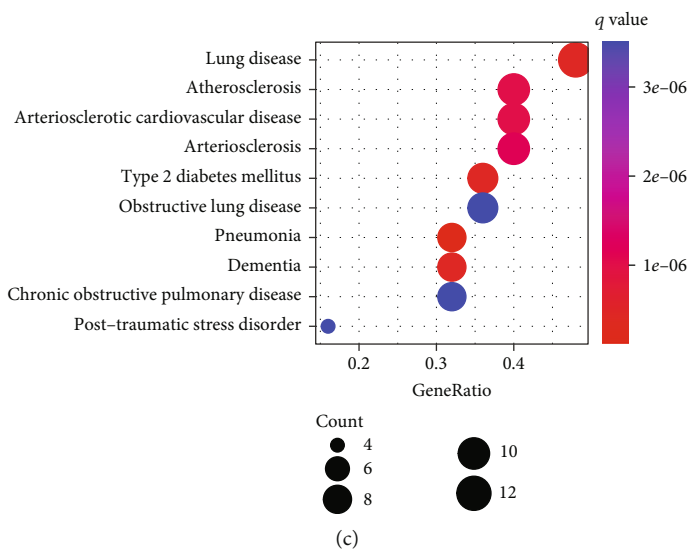 q value
Lung disease
Atherosclerosis
Arteriosclerotic cardiovascular disease
Arteriosclerosis
Type 2 diabetes mellitus
Obstructive lung disease
Pneumonia
Dementia
Chronic obstructive pulmonary disease
Post–traumatic stress disorder
3e–06
2e–06
1e–06
0.2 0.3 0.4
GeneRatio
Count
4 10
6
8 12
(c)